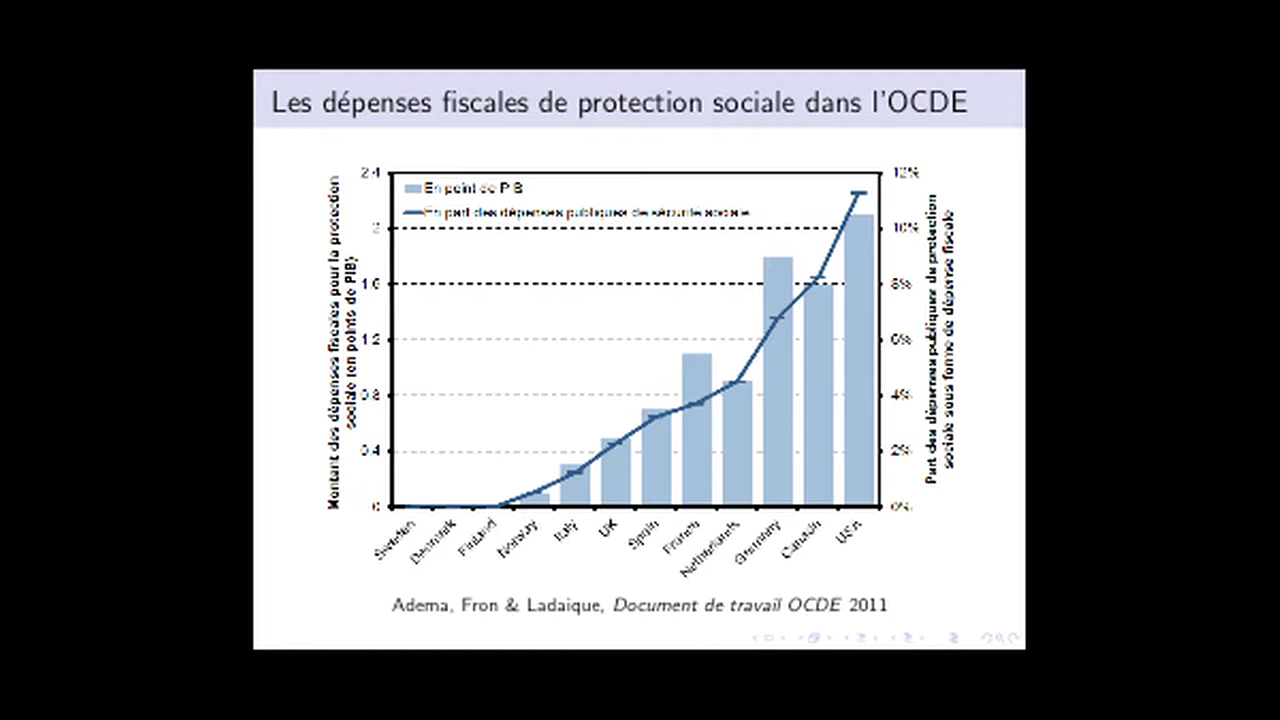 Les dépenses fiscales de protection sociale dans l'OCDE
Montant des dépenses fiscales pour la protection
sociale (en points de PIB)
2.4
2
1.6
1.2
0.8
0.4
0
En point de PIB
En part des dépenses publiques de sécurité sociale
12%
10%
8%
6%
4%
2%
0%
Part des dépenses publiques de protection
sociale sous forme de dépense fiscale
Sweden
Denmark
Finland
Norway
Italy
UK
Spain
France
Netherlands
Germany
Canada
USA
Adema, Fron & Ladaique, Document de travail OCDE 2011